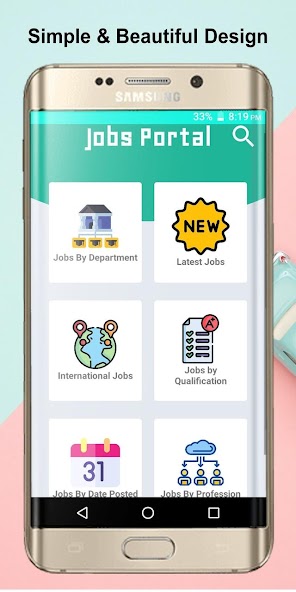 Simple & Beautiful Design
SAMSUNG
33% 8:19 PM
Jobs Portal
Jobs By Department
NEW
Latest Jobs
International Jobs
A+
Jobs by
Qualification
31
Jobs By Date Posted
Jobs By Profession